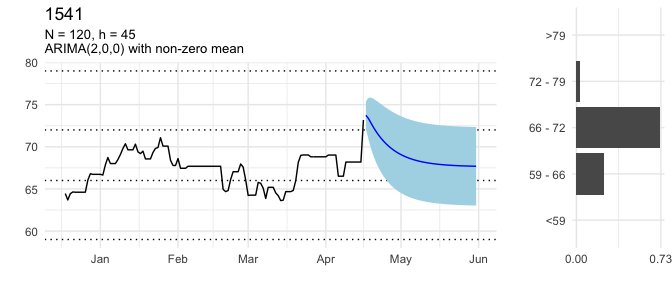 1541
N = 120, h = 45
ARIMA(2,0,0) with non-zero mean
80
75
70
65
60
Jan Feb Mar Apr May Jun
>79
72 - 79
66 - 72
59 - 66
<59
0.00 0.73